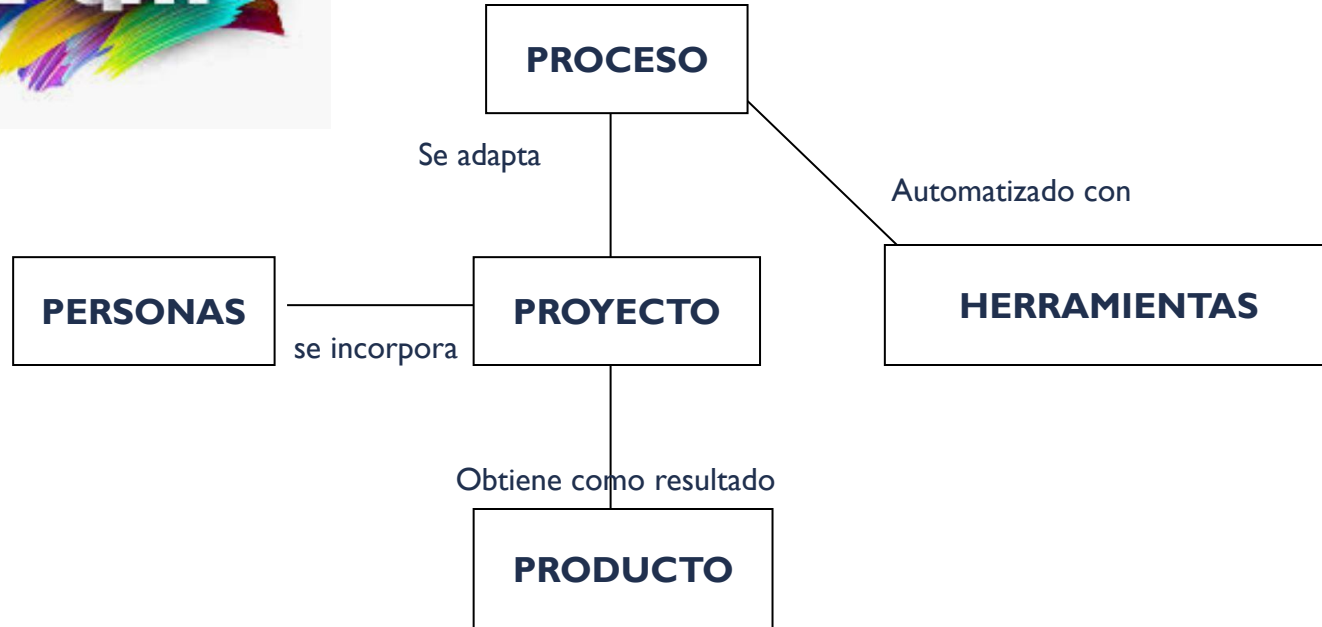 PROCESO
Se adapta
Automatizado con
PERSONAS
PROYECTO
HERRAMIENTAS
se incorpora
Obtiene como resultado
PRODUCTO